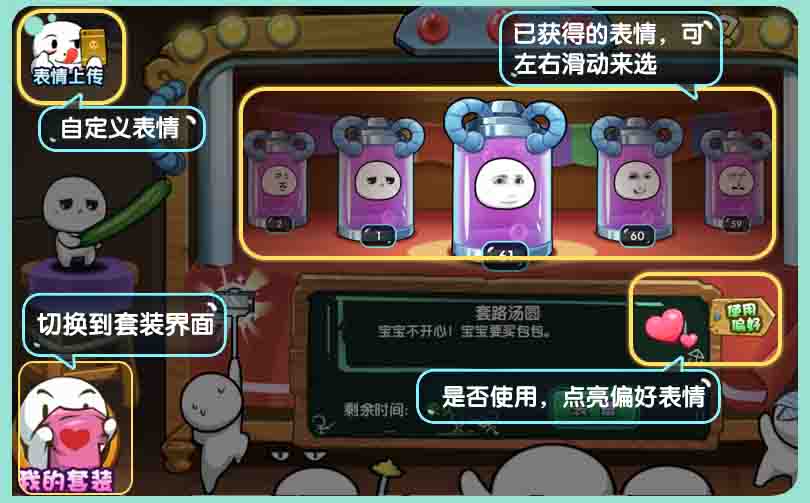 表情上传
自定义表情
已获得的表情，可
左右滑动来选
2
1
61
60
59
套路汤圆
宝宝不开心！宝宝要买包包。
使用
偏好
切换到套装界面
是否使用，点亮偏好表情
剩余时间：
我的套装